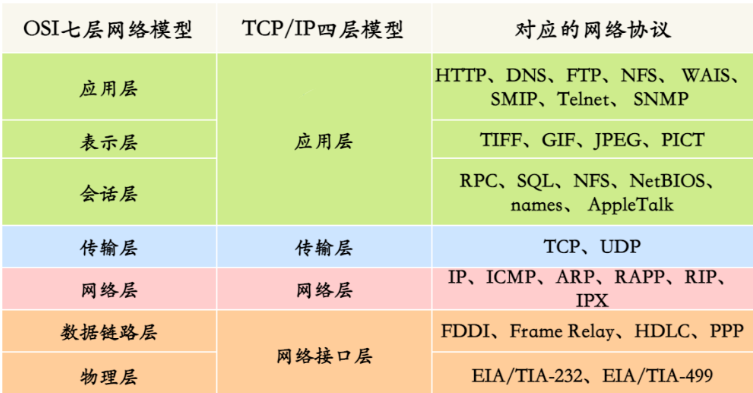 OSI七层网络模型 TCP/IP四层模型 对应的网络协议
应用层
HTTP、DNS、FTP、NFS、 WAIS、
SMIP、Telnet、 SNMP
表示层
应用层
TIFF、GIF、JPEG、PICT
会话层
RPC、SQL、NFS、NetBIOS、
names、 AppleTalk
传输层 传输层 TCP、UDP
网络层 网络层
IP、ICMP、ARP、RAPP、RIP、
IPX
数据链路层
网络接口层
FDDI、Frame Relay、HDLC、PPP
物理层
EIA/TIA-232、EIA/TIA-499